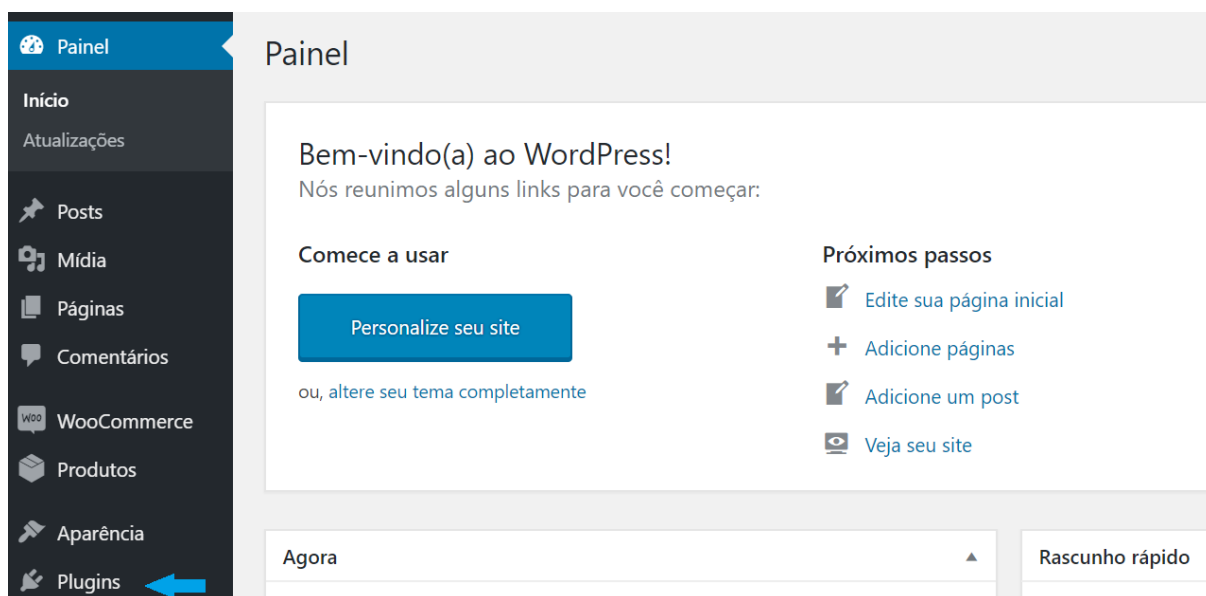 Painel
Início
Atualizações
Posts
Mídia
Páginas
Comentários
WOO
WooCommerce
Produtos
Aparência
Plugins
Painel
Bem-vindo(a) ao WordPress!
Nós reunimos alguns links para você começar:
Comece a usar
Personalize seu site
ou, altere seu tema completamente
Próximos passos
Edite sua página inicial
Adicione páginas
Adicione um post
Veja seu site
Agora
Rascunho rápido